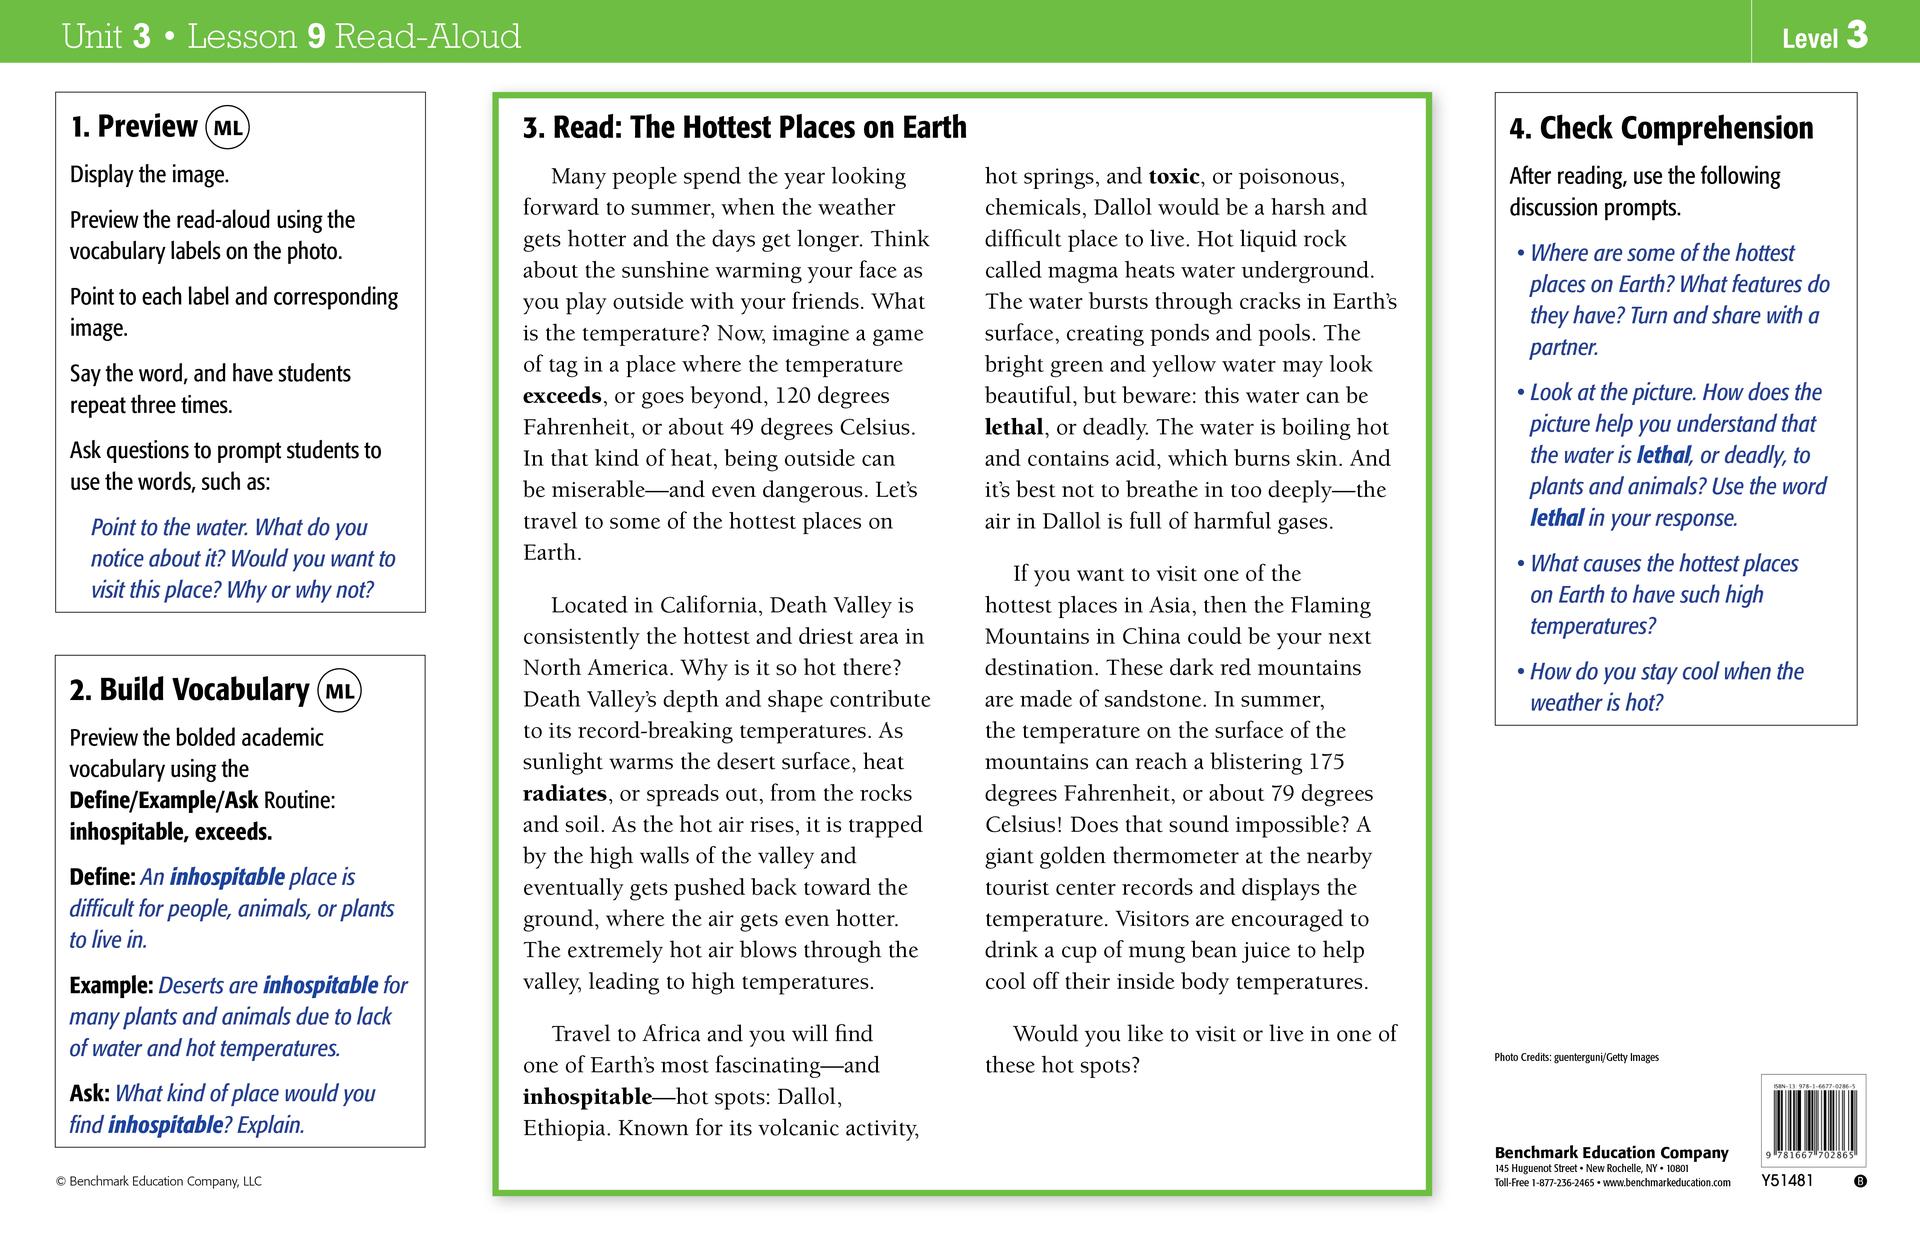 Unit 3 • Lesson 9 Read-Aloud
Level 3
1. Preview ML
Display the image.
Preview the read-aloud using the
vocabulary labels on the photo.
Point to each label and corresponding
image.
Say the word, and have students
repeat three times.
Ask questions to prompt students to
use the words, such as:
Point to the water. What do you
notice about it? Would you want to
visit this place? Why or why not?
2. Build Vocabulary ML
Preview the bolded academic
vocabulary using the
Define/Example/Ask Routine:
inhospitable, exceeds.
Define: An inhospitable place is
difficult for people, animals, or plants
to live in.
Example: Deserts are inhospitable for
many plants and animals due to lack
of water and hot temperatures.
Ask: What kind of place would you
find inhospitable? Explain.
© Benchmark Education Company, LLC
3. Read: The Hottest Places on Earth
Many people spend the year looking
forward to summer, when the weather
gets hotter and the days get longer. Think
about the sunshine warming your face as
you play outside with your friends. What
is the temperature? Now, imagine a game
of tag in a place where the temperature
exceeds, or goes beyond, 120 degrees
Fahrenheit, or about 49 degrees Celsius.
In that kind of heat, being outside can
be miserable—and even dangerous. Let's
travel to some of the hottest places on
Earth.
Located in California, Death Valley is
consistently the hottest and driest area in
North America. Why is it so hot there?
Death Valley's depth and shape contribute
to its record-breaking temperatures. As
sunlight warms the desert surface, heat
radiates, or spreads out, from the rocks
and soil. As the hot air rises, it is trapped
by the high walls of the valley and
eventually gets pushed back toward the
ground, where the air gets even hotter.
The extremely hot air blows through the
valley, leading to high temperatures.
Travel to Africa and you will find
one of Earth's most fascinating—and
inhospitable—hot spots: Dallol,
Ethiopia. Known for its volcanic activity,
hot springs, and toxic, or poisonous,
chemicals, Dallol would be a harsh and
difficult place to live. Hot liquid rock
called magma heats water underground.
The water bursts through cracks in Earth's
surface, creating ponds and pools. The
bright green and yellow water may look
beautiful, but beware: this water can be
lethal, or deadly. The water is boiling hot
and contains acid, which burns skin. And
it's best not to breathe in too deeply—the
air in Dallol is full of harmful gases.
If you want to visit one of the
hottest places in Asia, then the Flaming
Mountains in China could be your next
destination. These dark red mountains
are made of sandstone. In summer,
the temperature on the surface of the
mountains can reach a blistering 175
degrees Fahrenheit, or about 79 degrees
Celsius! Does that sound impossible? A
giant golden thermometer at the nearby
tourist center records and displays the
temperature. Visitors are encouraged to
drink a cup of mung bean juice to help
cool off their inside body temperatures.
Would you like to visit or live in one of
these hot spots?
4. Check Comprehension
After reading, use the following
discussion prompts.
• Where are some of the hottest
places on Earth? What features do
they have? Turn and share with a
partner.
• Look at the picture. How does the
picture help you understand that
the water is lethal, or deadly, to
plants and animals? Use the word
lethal in your response.
• What causes the hottest places
on Earth to have such high
temperatures?
• How do you stay cool when the
weather is hot?
Photo Credits: guenterguni/Getty Images
Benchmark Education Company
145 Huguenot Street • New Rochelle, NY • 10801
Toll-Free 1-877-236-2465 • www.benchmarkeducation.com
ISBN-13 978-1-6677-0286-5
9 781667 702865
Y51481
B